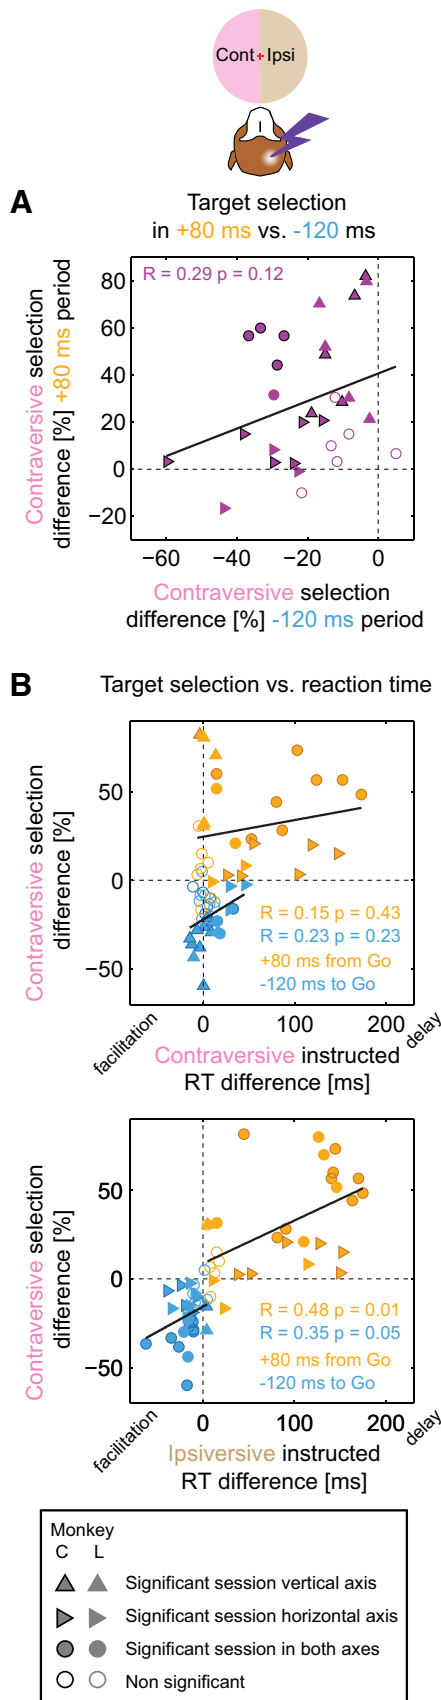 Cont + Ipsi
A
Target selection
in +80 ms vs. -120 ms
R = 0.29 p = 0.12
Contraversive selection
difference [%] +80 ms period
80
60
40
20
0
−20
−60
−40
−20
0
Contraversive selection
difference [%] -120 ms period
B
Target selection vs. reaction time
Contraversive selection
difference [%]
50
0
−50
R = 0.15 p = 0.43
R = 0.23 p = 0.23
+80 ms from Go
-120 ms to Go
0
100
200
facilitation
delay
Contraversive instructed
RT difference [ms]
Contraversive selection
difference [%]
50
0
−50
R = 0.48 p = 0.01
R = 0.35 p = 0.05
+80 ms from Go
-120 ms to Go
0
100
200
facilitation
delay
Ipsiversive instructed
RT difference [ms]
Monkey
C L
Significant session vertical axis
Significant session horizontal axis
Significant session in both axes
Non significant